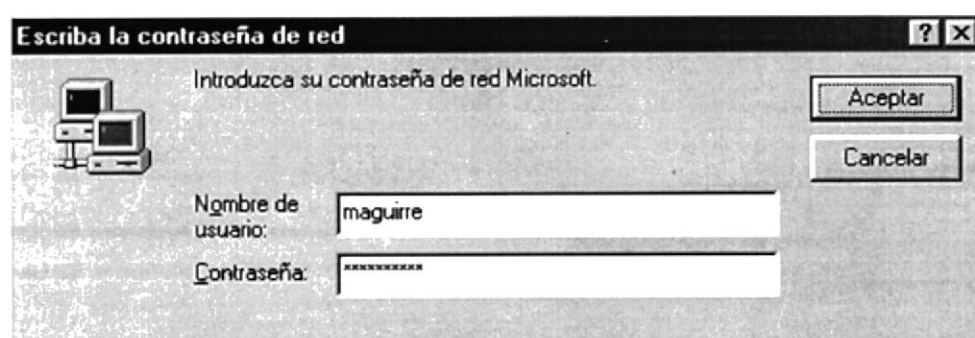 Escriba la contraseña de red
? ×
Introduzca su contraseña de red Microsoft.
Aceptar
Cancelar
Nombre de
usuario:
maguirre
Contraseña:
**********